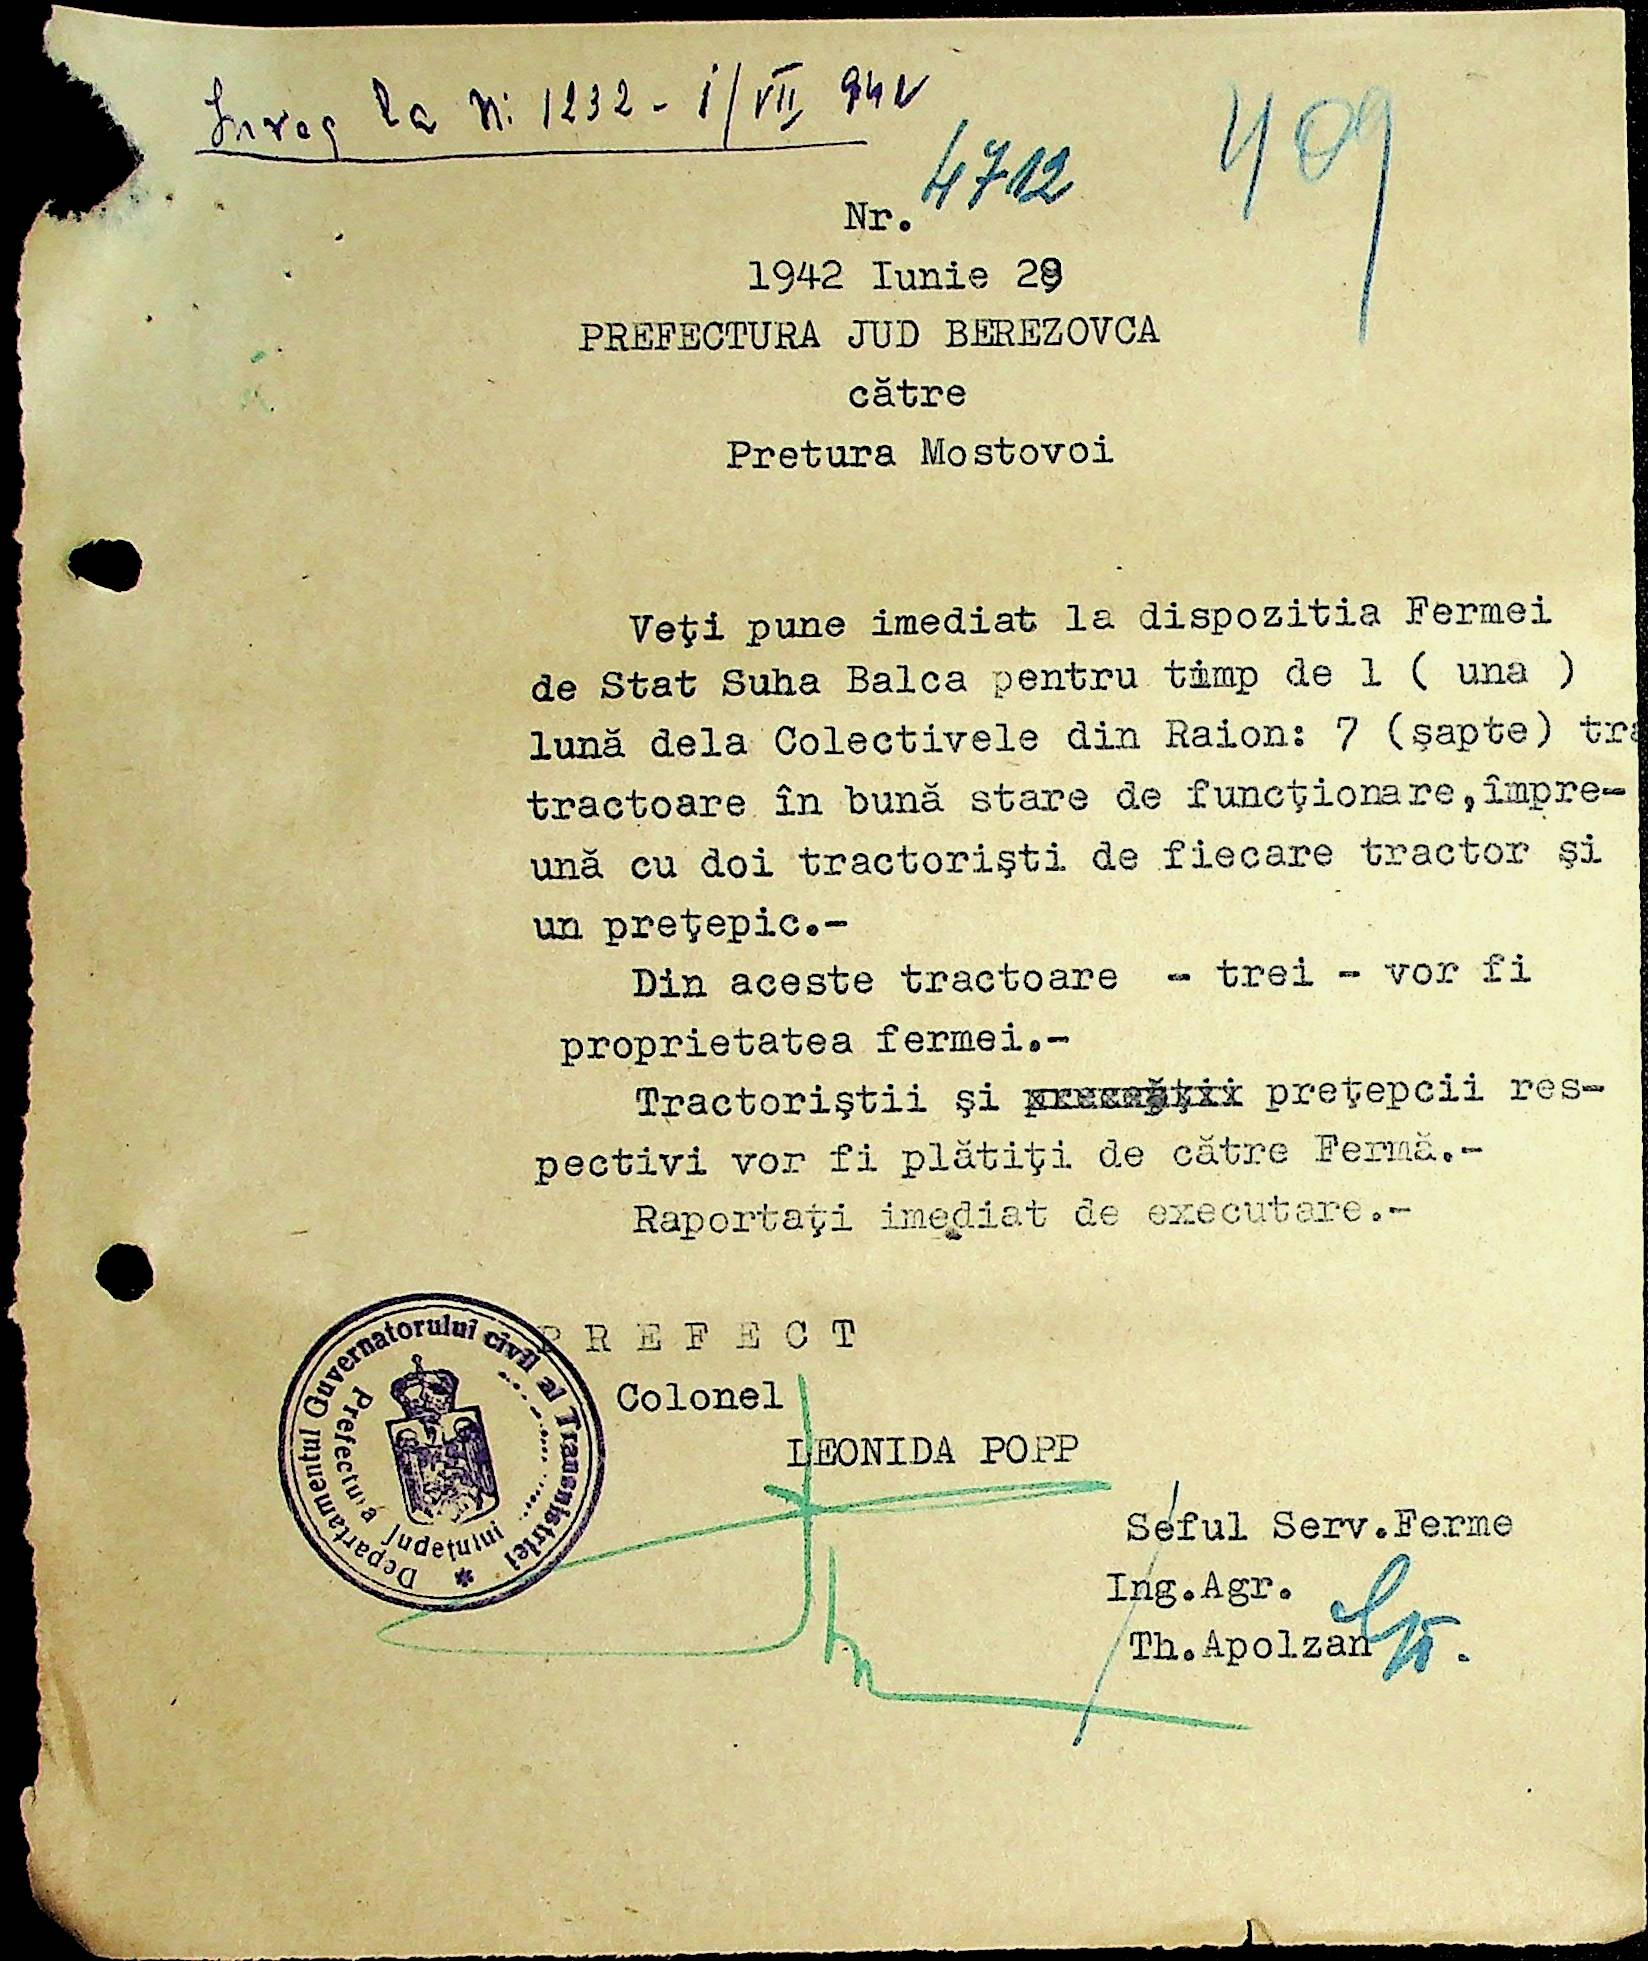 Înreg la N: 1232 - 1/VII 942
409
Nr. 4712
1942 Iunie 29
PREFECTURA JUD BEREZOVCA
către
Pretura Mostovoi
Veţi pune imediat la dispozitia Fermei
de Stat Suha Balca pentru timp de 1 ( una )
lună dela Colectivele din Raion: 7 (şapte) tra
tractoare în bună stare de funcţionare,împre-
ună cu doi tractorişti de fiecare tractor şi
un preţepic.-
Din aceste tractoare - trei - vor fi
proprietatea fermei.-
Tractoriştii şi preţepcii res-
pectivi vor fi plătiţi de către Fermă.-
Raportaţi imediat de executare.-
P R E F E C T
Colonel
LEONIDA POPP
Departamentul Guvernatorului civil al Transnistriei
Prefectura Judeţului
Seful Serv.Ferme
Ing.Agr.
Th.Apolzan